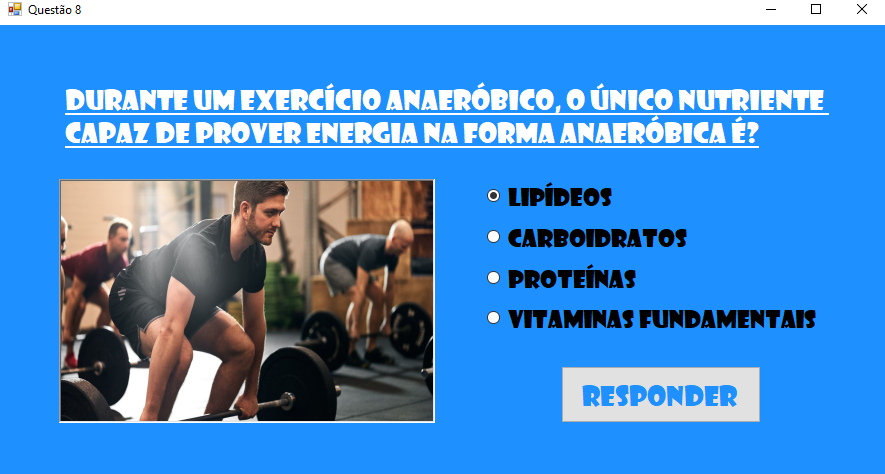 Questão 8
DURANTE UM EXERCÍCIO ANAERÓBICO, O ÚNICO NUTRIENTE
CAPAZ DE PROVER ENERGIA NA FORMA ANAERÓBICA É?
LIPÍDEOS
CARBOIDRATOS
PROTEÍNAS
VITAMINAS FUNDAMENTAIS
RESPONDER